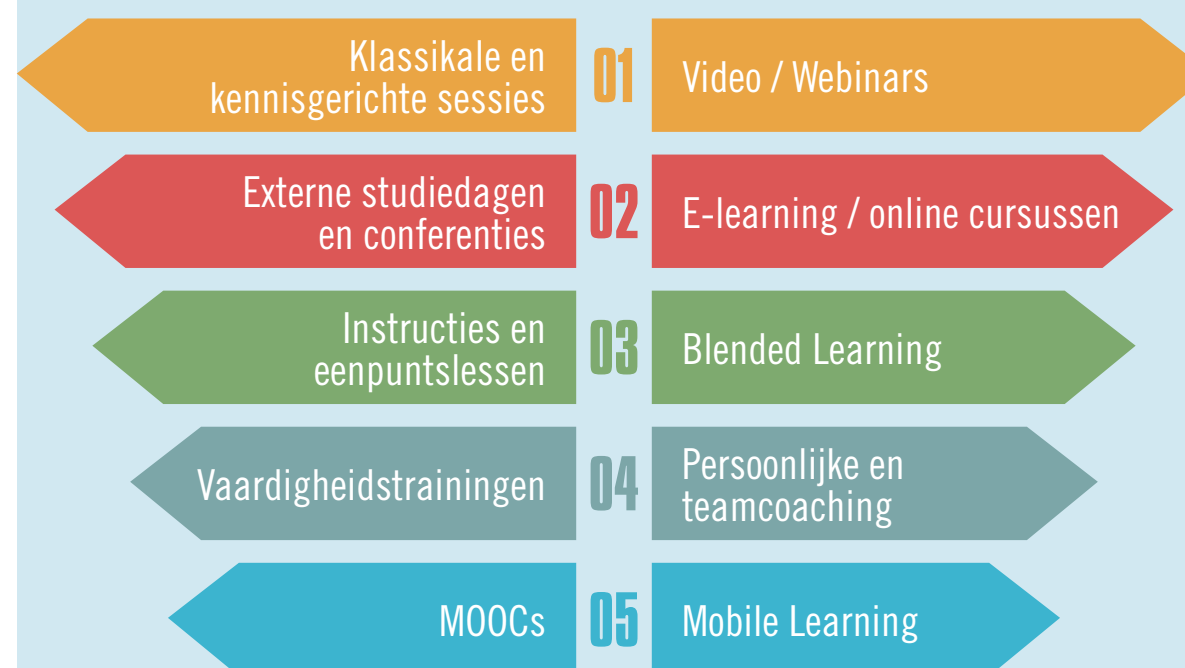 Klassikale en
kennisgerichte sessies
01
Video / Webinars
Externe studiedagen
en conferenties
02
E-learning / online cursussen
Instructies en
eenpuntslessen
03
Blended Learning
Vaardigheidstrainingen
04
Persoonlijke en
teamcoaching
MOOCs
05
Mobile Learning